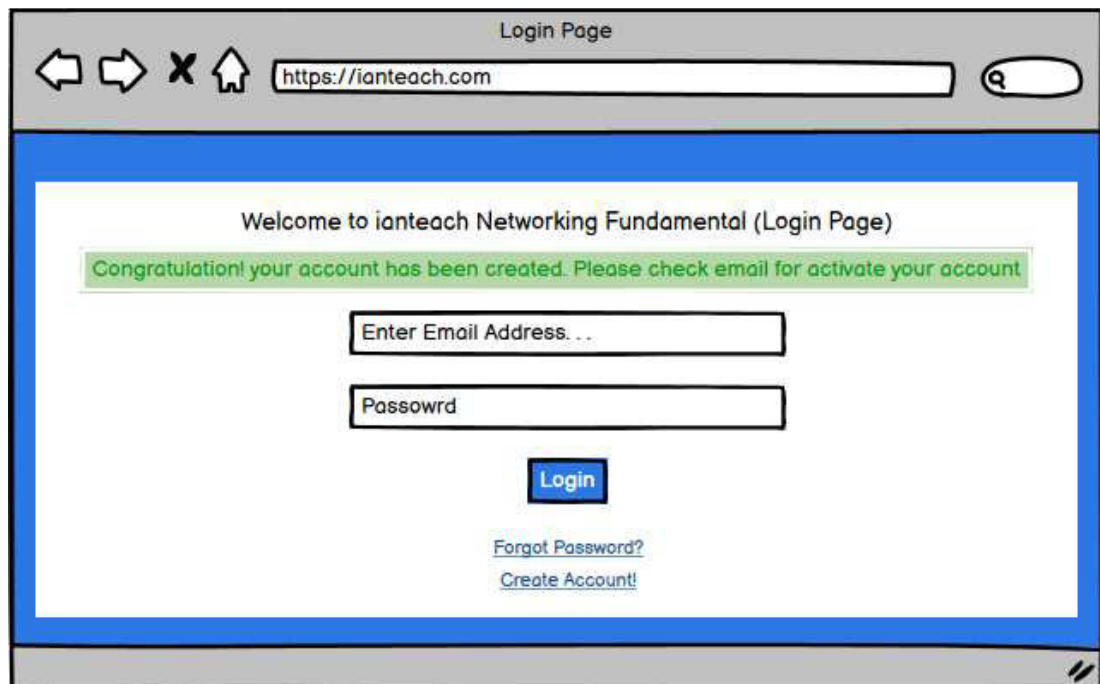 Login Page
https://ianteach.com
Welcome to ianteach Networking Fundamental (Login Page)
Congratulation! your account has been created. Please check email for activate your account
Enter Email Address. . .
Passowrd
Login
Forgot Password?
Create Account!